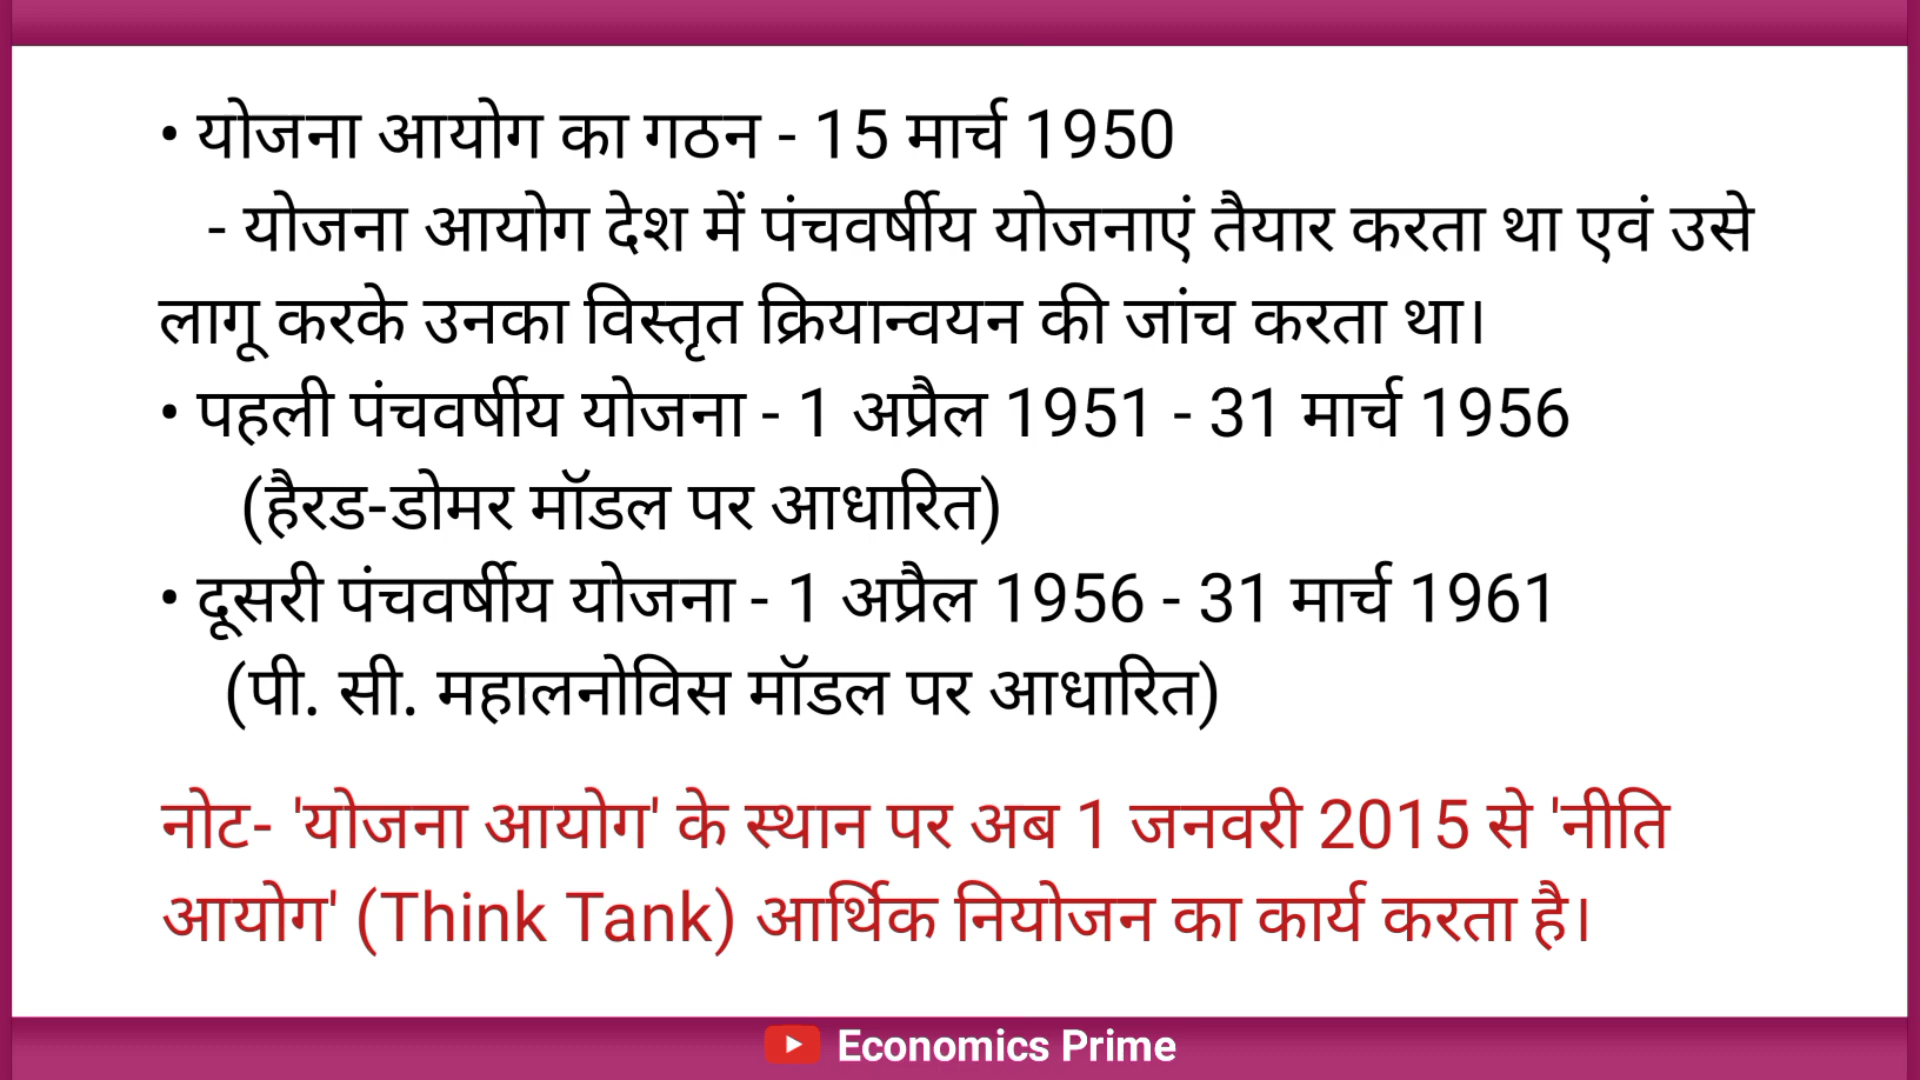 • योजना आयोग का गठन - 15 मार्च 1950
- योजना आयोग देश में पंचवर्षीय योजनाएं तैयार करता था एवं उसे
लागू करके उनका विस्तृत क्रियान्वयन की जांच करता था।
• पहली पंचवर्षीय योजना - 1 अप्रैल 1951 - 31 मार्च 1956
(हैरड-डोमर मॉडल पर आधारित)
• दूसरी पंचवर्षीय योजना - 1 अप्रैल 1956 - 31 मार्च 1961
(पी. सी. महालनोविस मॉडल पर आधारित)
नोट- 'योजना आयोग' के स्थान पर अब 1 जनवरी 2015 से 'नीति
आयोग' (Think Tank) आर्थिक नियोजन का कार्य करता है।
Economics Prime